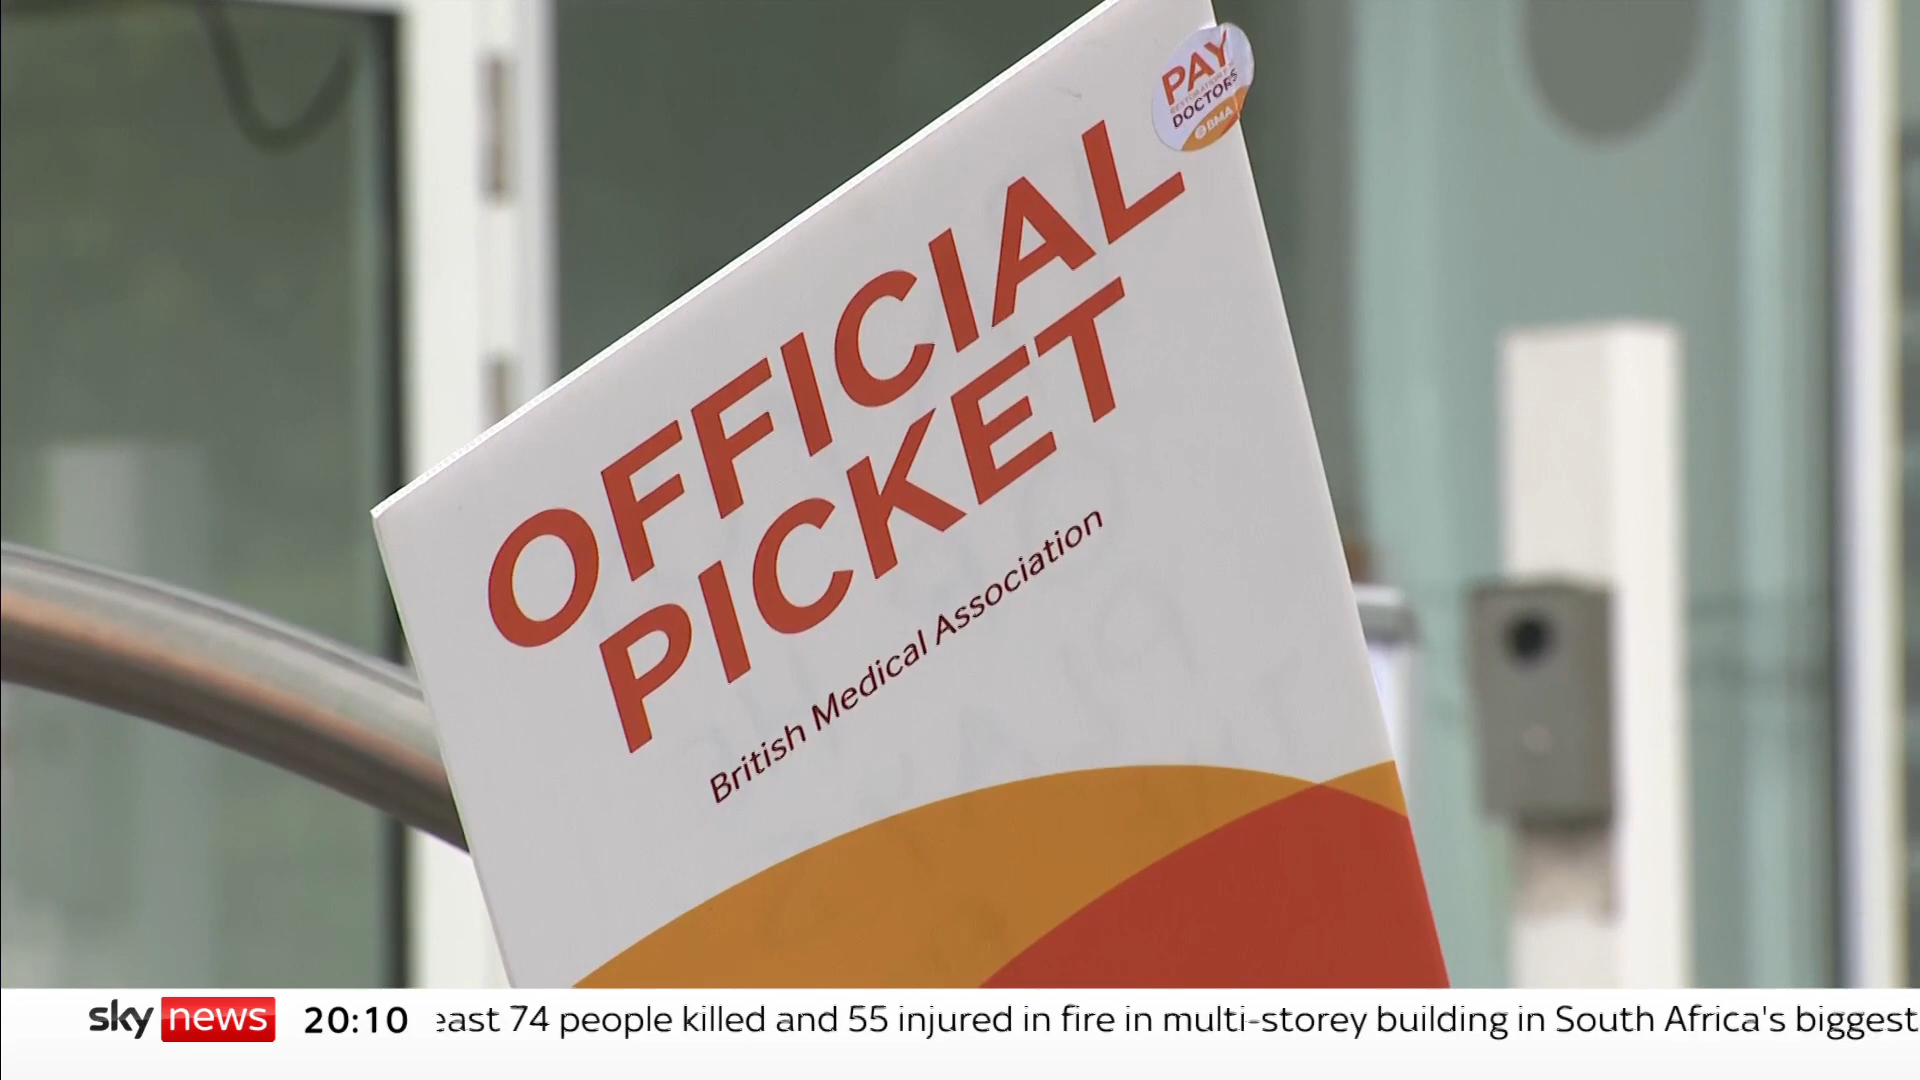 PAY
RESTORATION
DOCTORS
BMA
OFFICIAL
PICKET
British Medical Association
sky news 20:10 east 74 people killed and 55 injured in fire in multi-storey building in South Africa's biggest